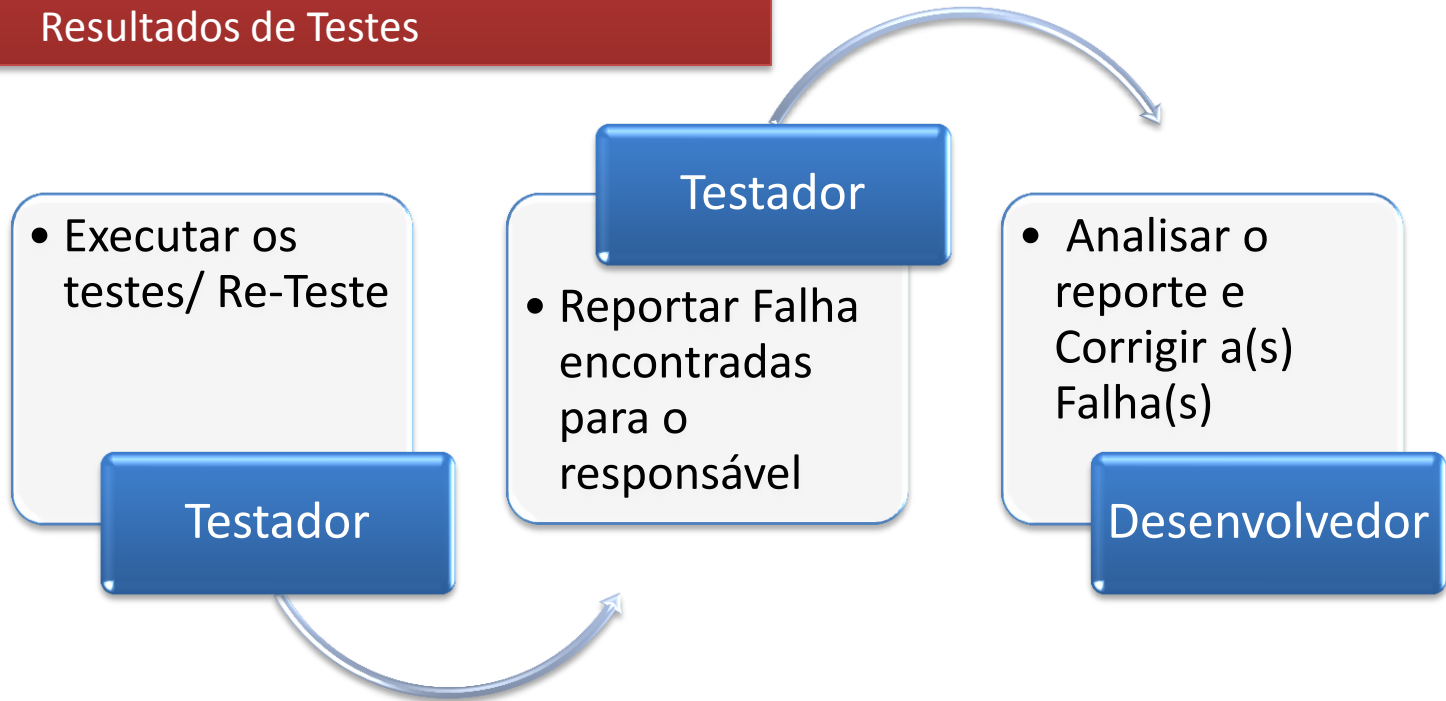 Resultados de Testes
• Executar os
testes/ Re-Teste
Testador
Testador
• Reportar Falha
encontradas
para o
responsável
• Analisar o
reporte e
Corrigir a(s)
Falha(s)
Desenvolvedor